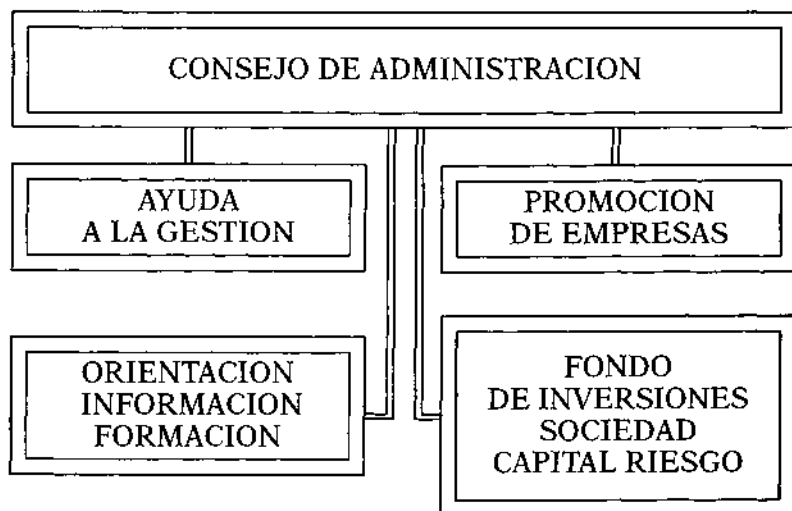 CONSEJO DE ADMINISTRACION
AYUDA
A LA GESTION
PROMOCION
DE EMPRESAS
ORIENTACION
INFORMACION
FORMACION
FONDO
DE INVERSIONES
SOCIEDAD
CAPITAL RIESGO